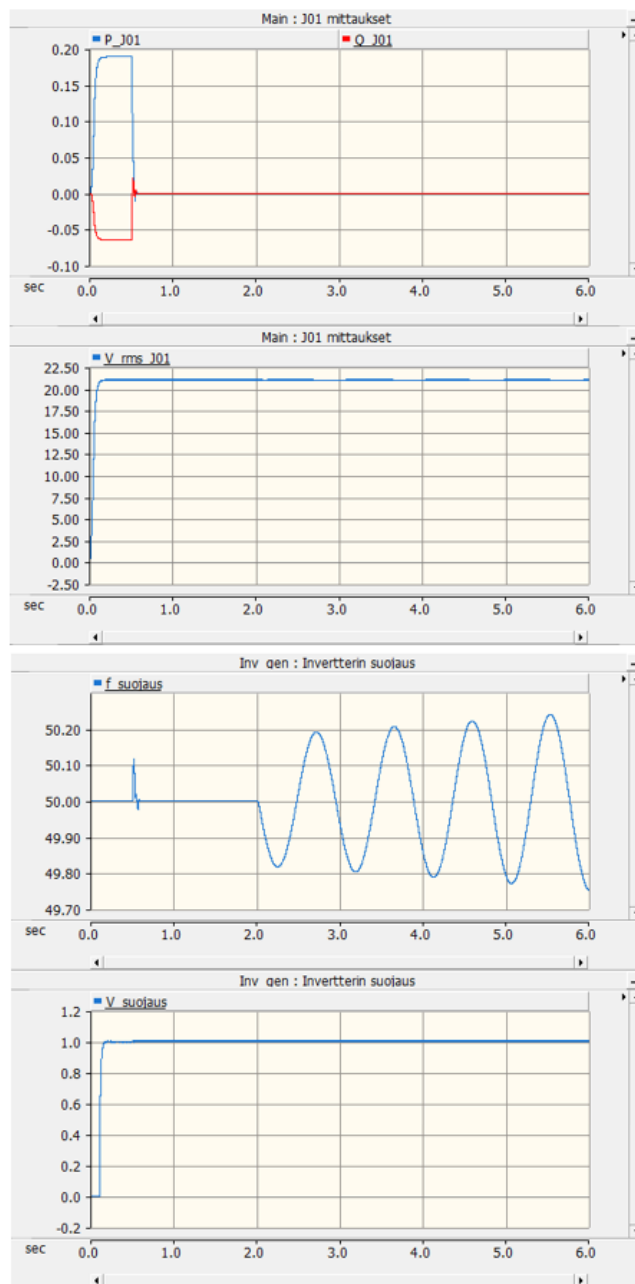 Main : J01 mittaukset
P_J01 Q_J01
0.20
0.15
0.10
0.05
0.00
-0.05
-0.10
sec 0.0 1.0 2.0 3.0 4.0 5.0 6.0
Main : J01 mittaukset
V_rms_J01
22.50
20.00
17.50
15.00
12.50
10.00
7.50
5.00
2.50
0.00
-2.50
sec 0.0 1.0 2.0 3.0 4.0 5.0 6.0
Inv_gen : Invertterin suojaus
f_suojaus
50.20
50.10
50.00
49.90
49.80
49.70
sec 0.0 1.0 2.0 3.0 4.0 5.0 6.0
Inv_gen : Invertterin suojaus
V_suojaus
1.2
1.0
0.8
0.6
0.4
0.2
0.0
-0.2
sec 0.0 1.0 2.0 3.0 4.0 5.0 6.0